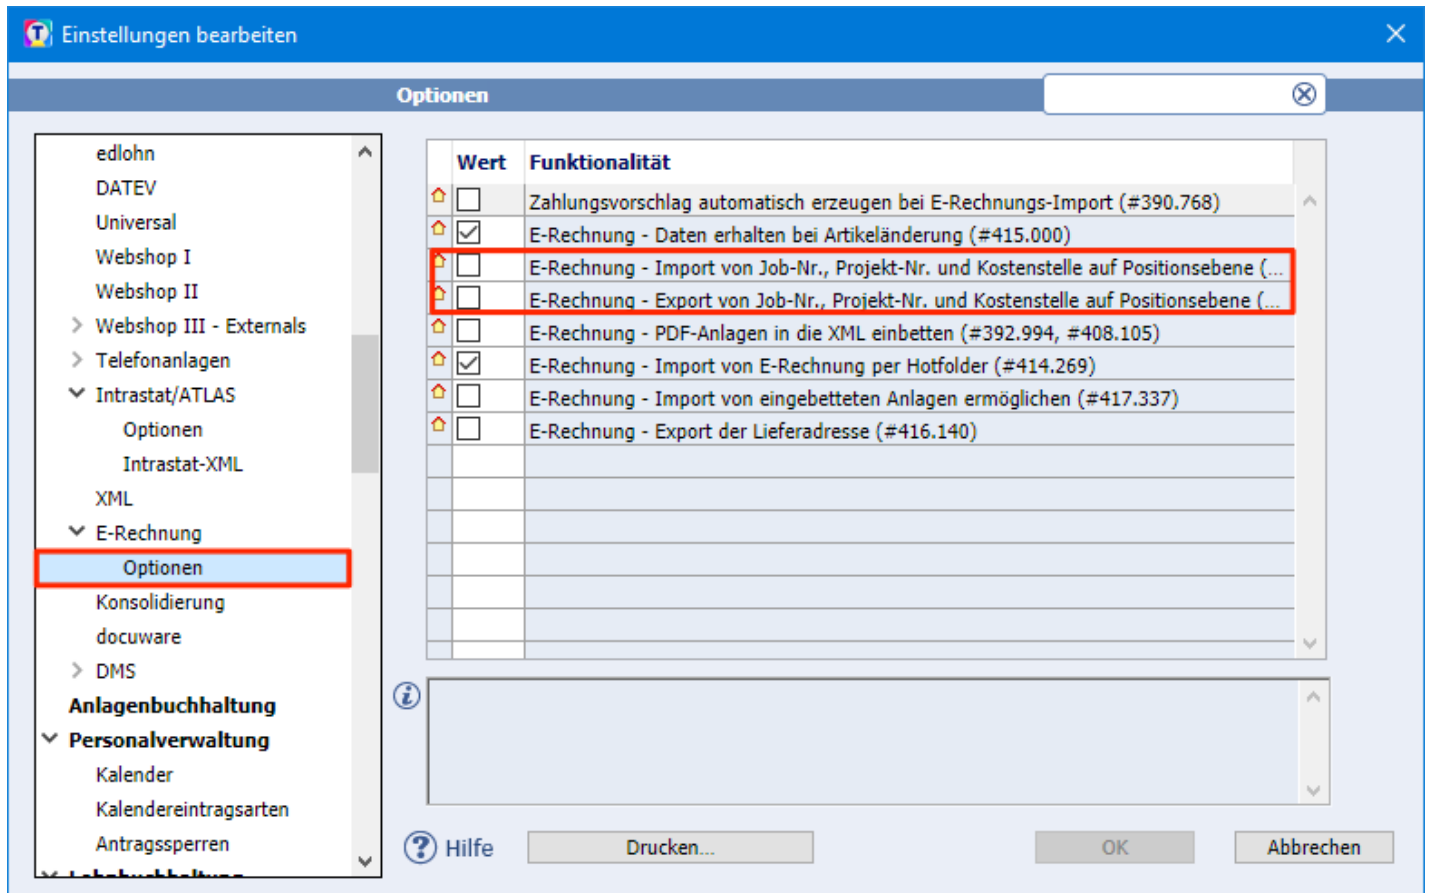 Einstellungen bearbeiten
Optionen
edlohn
DATEV
Universal
Webshop I
Webshop II
Webshop III - Externals
Telefonanlagen
Intrastat/ATLAS
Optionen
Intrastat-XML
XML
E-Rechnung
Optionen
Konsolidierung
docuware
DMS
Anlagenbuchhaltung
Personalverwaltung
Kalender
Kalendereintragsarten
Antragssperren
Wert Funktionalität
Zahlungsvorschlag automatisch erzeugen bei E-Rechnungs-Import (#390.768)
E-Rechnung - Daten erhalten bei Artikeländerung (#415.000)
E-Rechnung - Import von Job-Nr., Projekt-Nr. und Kostenstelle auf Positionsebene (...
E-Rechnung - Export von Job-Nr., Projekt-Nr. und Kostenstelle auf Positionsebene (...
E-Rechnung - PDF-Anlagen in die XML einbetten (#392.994, #408.105)
E-Rechnung - Import von E-Rechnung per Hotfolder (#414.269)
E-Rechnung - Import von eingebetteten Anlagen ermöglichen (#417.337)
E-Rechnung - Export der Lieferadresse (#416.140)
Hilfe Drucken... OK Abbrechen